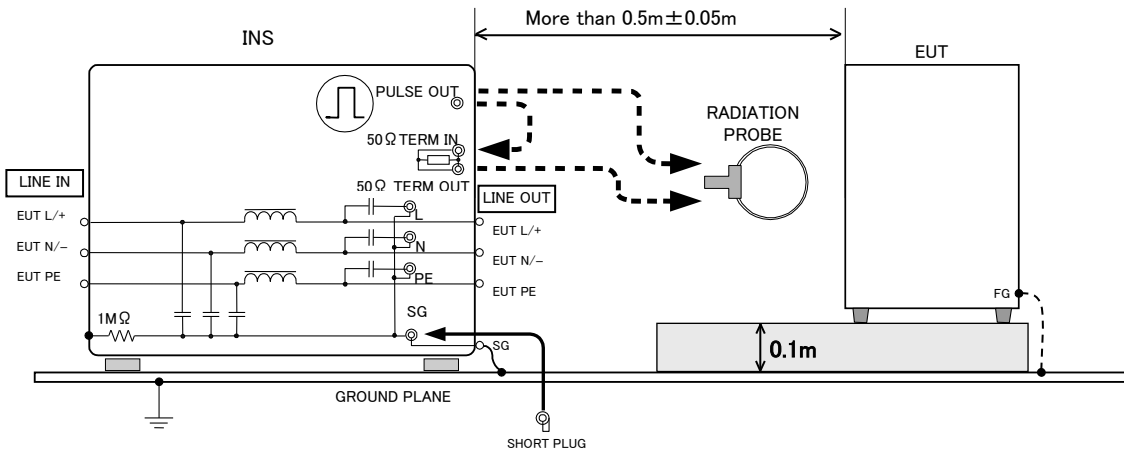 More than 0.5m±0.05m
INS
EUT
PULSE OUT
RADIATION
PROBE
50Ω TERM IN
LINE IN
50Ω TERM OUT
LINE OUT
EUT L/+
L
EUT L/+
EUT N/-
N
EUT N/-
EUT PE
PE
EUT PE
FG
1MΩ
SG
SG
0.1m
GROUND PLANE
SHORT PLUG